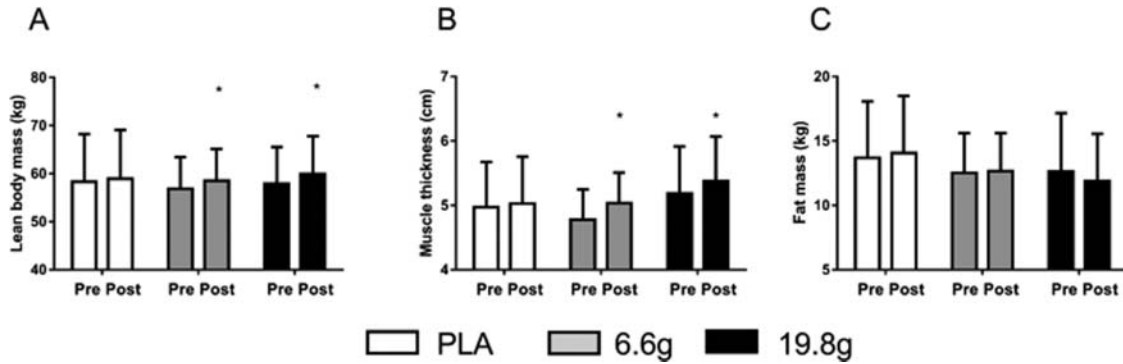 A
Lean body mass (kg)
80
70
60
50
40
*
*
Pre Post Pre Post Pre Post
B
Muscle thickness (cm)
7
6
5
4
*
*
Pre Post Pre Post Pre Post
C
Fat mass (kg)
20
15
10
5
Pre Post Pre Post Pre Post
PLA 6.6g 19.8g